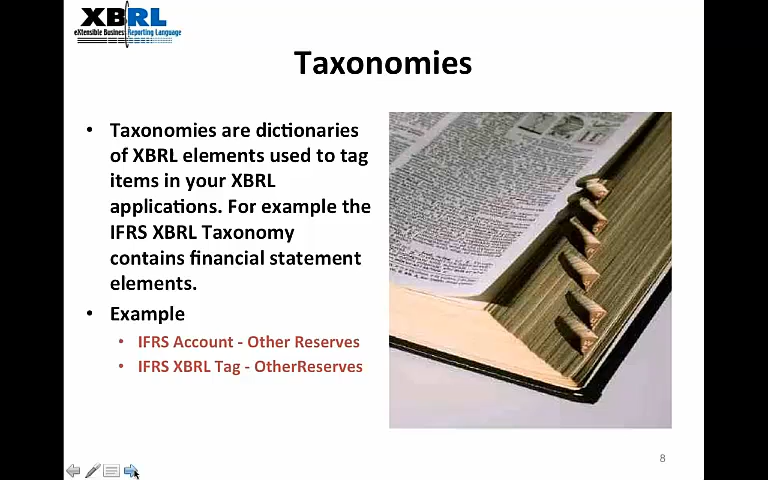 XBRL
eXtensible Business Reporting Language
Taxonomies
• Taxonomies are dictionaries
of XBRL elements used to tag
items in your XBRL
applications. For example the
IFRS XBRL Taxonomy
contains financial statement
elements.
• Example
• IFRS Account - Other Reserves
• IFRS XBRL Tag - OtherReserves
8